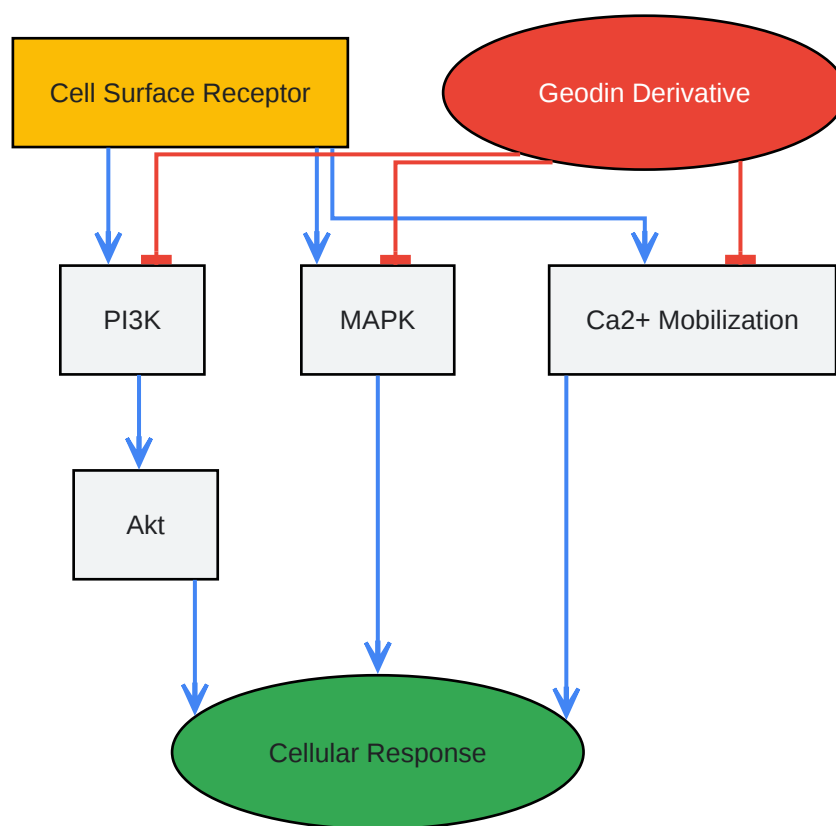 Cell Surface Receptor
Geodin Derivative
PI3K
MAPK
Ca2+ Mobilization
Akt
Cellular Response